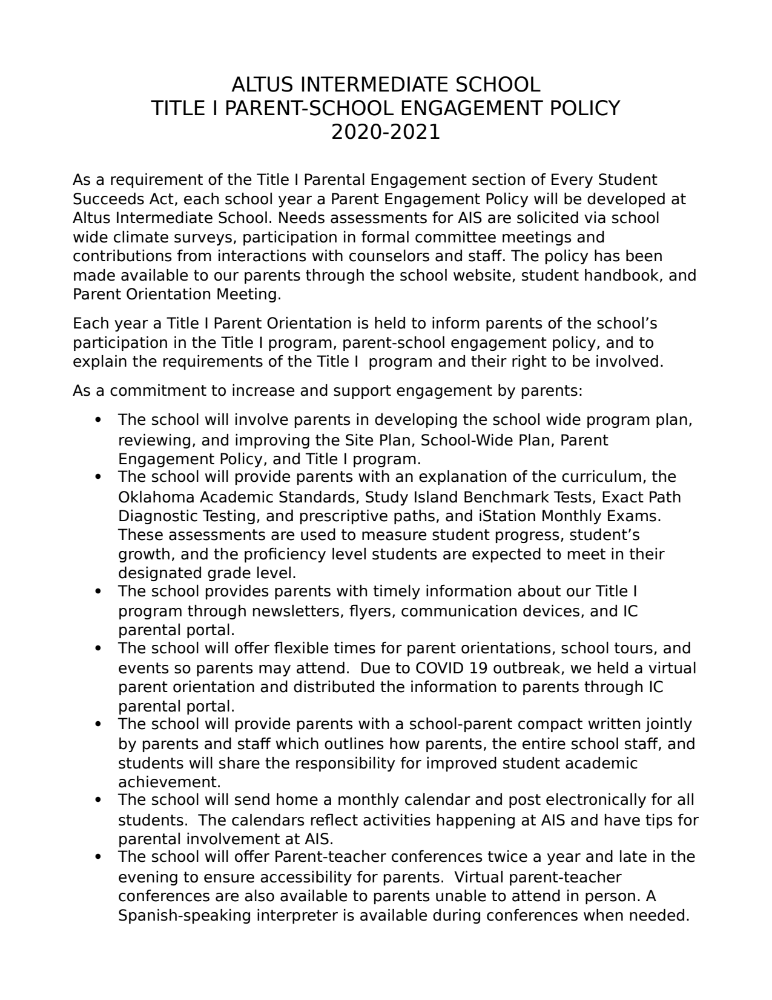 ALTUS INTERMEDIATE SCHOOL
TITLE I PARENT-SCHOOL ENGAGEMENT POLICY
2020-2021
As a requirement of the Title I Parental Engagement section of Every Student
Succeeds Act, each school year a Parent Engagement Policy will be developed at
Altus Intermediate School. Needs assessments for AIS are solicited via school
wide climate surveys, participation in formal committee meetings and
contributions from interactions with counselors and staff. The policy has been
made available to our parents through the school website, student handbook, and
Parent Orientation Meeting.
Each year a Title I Parent Orientation is held to inform parents of the school’s
participation in the Title I program, parent-school engagement policy, and to
explain the requirements of the Title I  program and their right to be involved.
As a commitment to increase and support engagement by parents:
• The school will involve parents in developing the school wide program plan,
reviewing, and improving the Site Plan, School-Wide Plan, Parent
Engagement Policy, and Title I program.
• The school will provide parents with an explanation of the curriculum, the
Oklahoma Academic Standards, Study Island Benchmark Tests, Exact Path
Diagnostic Testing, and prescriptive paths, and iStation Monthly Exams.
These assessments are used to measure student progress, student’s
growth, and the proficiency level students are expected to meet in their
designated grade level.
• The school provides parents with timely information about our Title I
program through newsletters, flyers, communication devices, and IC
parental portal.
• The school will offer flexible times for parent orientations, school tours, and
events so parents may attend.  Due to COVID 19 outbreak, we held a virtual
parent orientation and distributed the information to parents through IC
parental portal.
• The school will provide parents with a school-parent compact written jointly
by parents and staff which outlines how parents, the entire school staff, and
students will share the responsibility for improved student academic
achievement.
• The school will send home a monthly calendar and post electronically for all
students.  The calendars reflect activities happening at AIS and have tips for
parental involvement at AIS.
• The school will offer Parent-teacher conferences twice a year and late in the
evening to ensure accessibility for parents.  Virtual parent-teacher
conferences are also available to parents unable to attend in person. A
Spanish-speaking interpreter is available during conferences when needed.